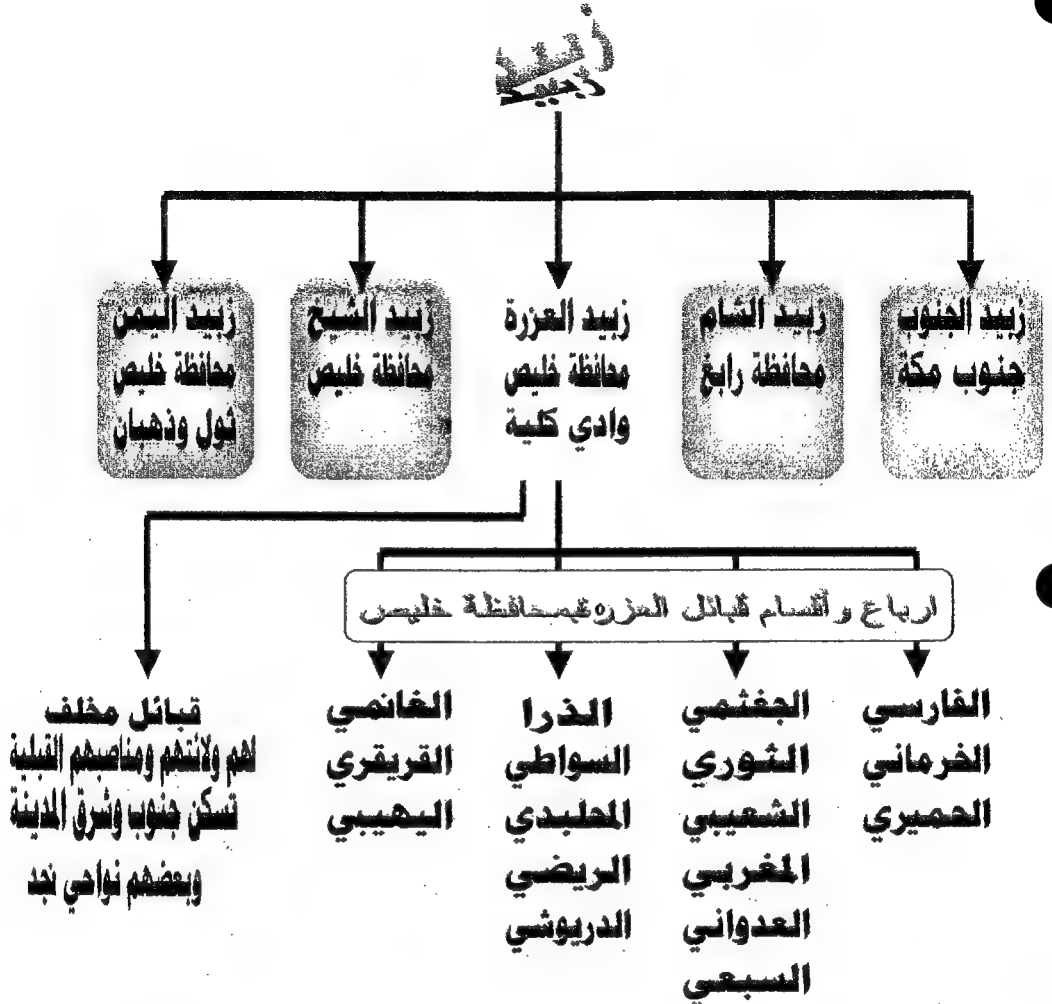 زبيد
زبيد
زبيد الجنوب
جنوب مكة
زبيد الشام
محافظة رابغ
زبيد العزرة
محافظة خليص
وادي كلية
زبيد الشيخ
محافظة خليص
زبيد اليمن
محافظة خليص
ثول وذهبان
ارباع وأقسام قبائل العزره بمحافظة خليص
الفارسي
الخرماني
الحميري
الجغثمي
الثوري
الشعيبي
المغربي
العدواني
السبعي
الذرا
السواطي
المحلبدي
الريضي
الدريوشي
الغانمي
القريقري
اليهيبي
قبائل مخلف
لهم ولائتهم ومناصبهم القبلية
تسكن جنوب وشرق المدينة
وبعضهم نواحي نجد